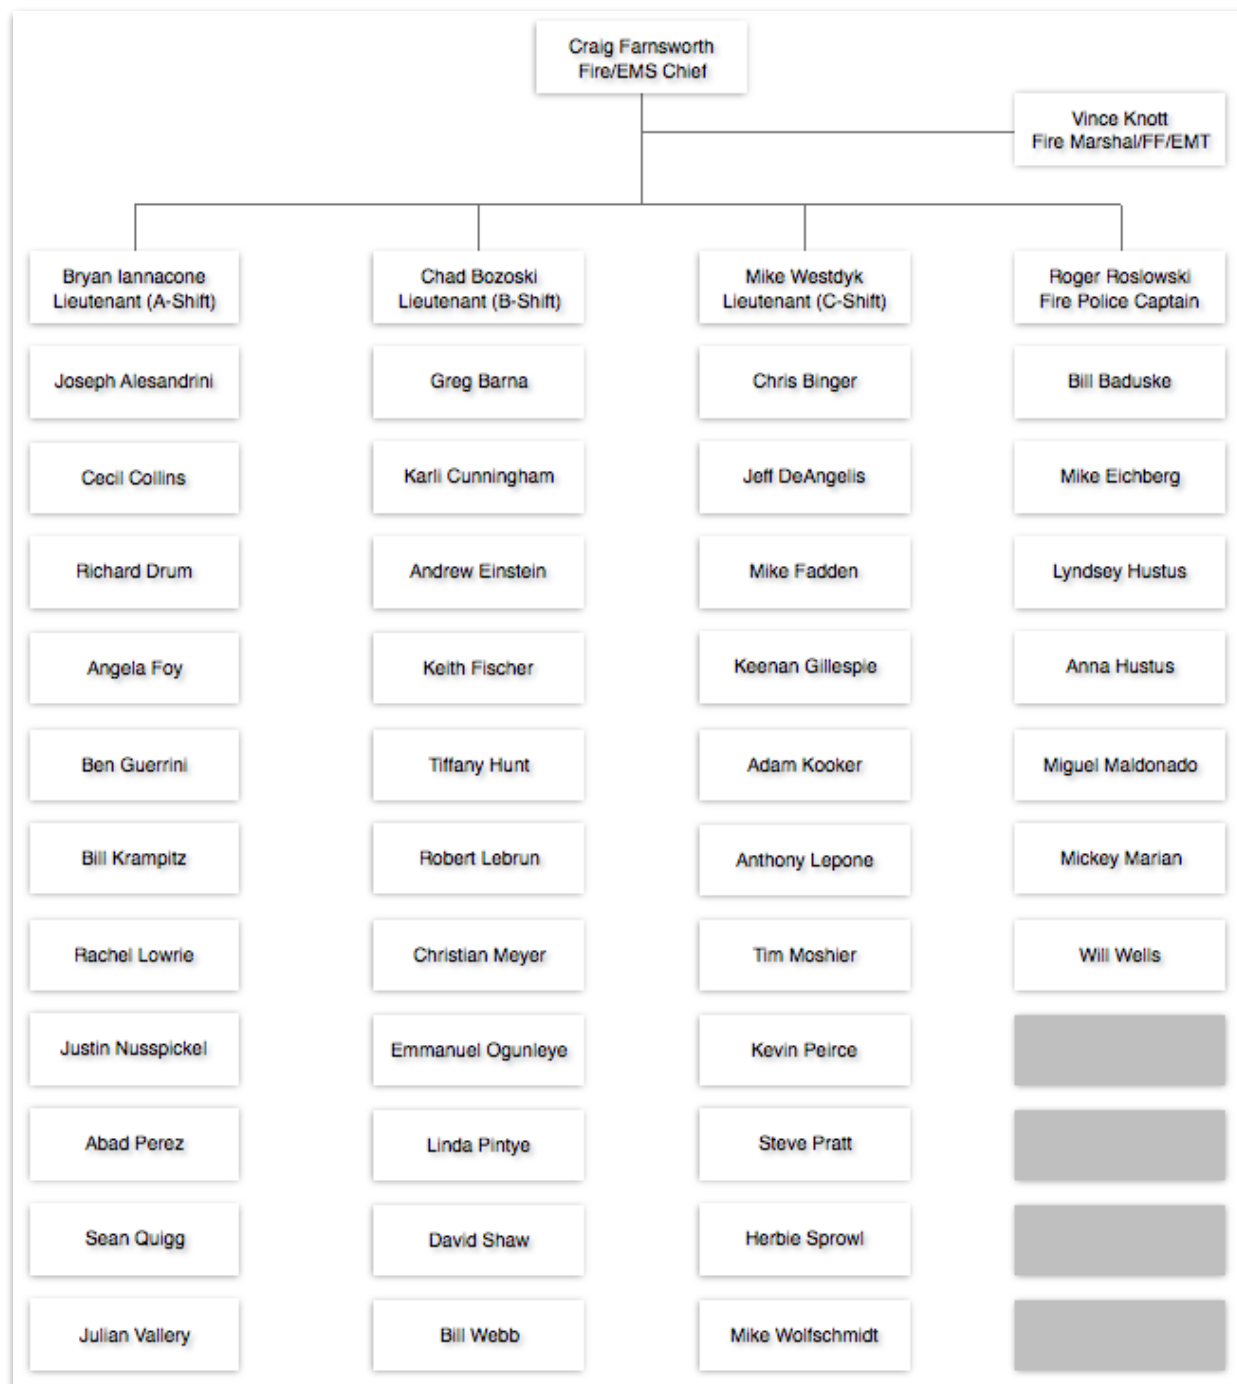 Craig Farnsworth
Fire/EMS Chief
Vince Knott
Fire Marshal/FF/EMT
Bryan Iannacone
Lieutenant (A-Shift)
Chad Bozoski
Lieutenant (B-Shift)
Mike Westdyk
Lieutenant (C-Shift)
Roger Roslowski
Fire Police Captain
Joseph Alesandrini
Greg Barna
Chris Binger
Bill Baduske
Cecil Collins
Karli Cunningham
Jeff DeAngelis
Mike Eichberg
Richard Drum
Andrew Einstein
Mike Fadden
Lyndsey Hustus
Angela Foy
Keith Fischer
Keenan Gillespie
Anna Hustus
Ben Guerrini
Tiffany Hunt
Adam Kooker
Miguel Maldonado
Bill Krampitz
Robert Lebrun
Anthony Lepone
Mickey Marian
Rachel Lowrie
Christian Meyer
Tim Moshier
Will Wells
Justin Nusspickel
Emmanuel Ogunleye
Kevin Peirce
Abad Perez
Linda Pintye
Steve Pratt
Sean Quigg
David Shaw
Herbie Sprowl
Julian Vallery
Bill Webb
Mike Wolfschmidt